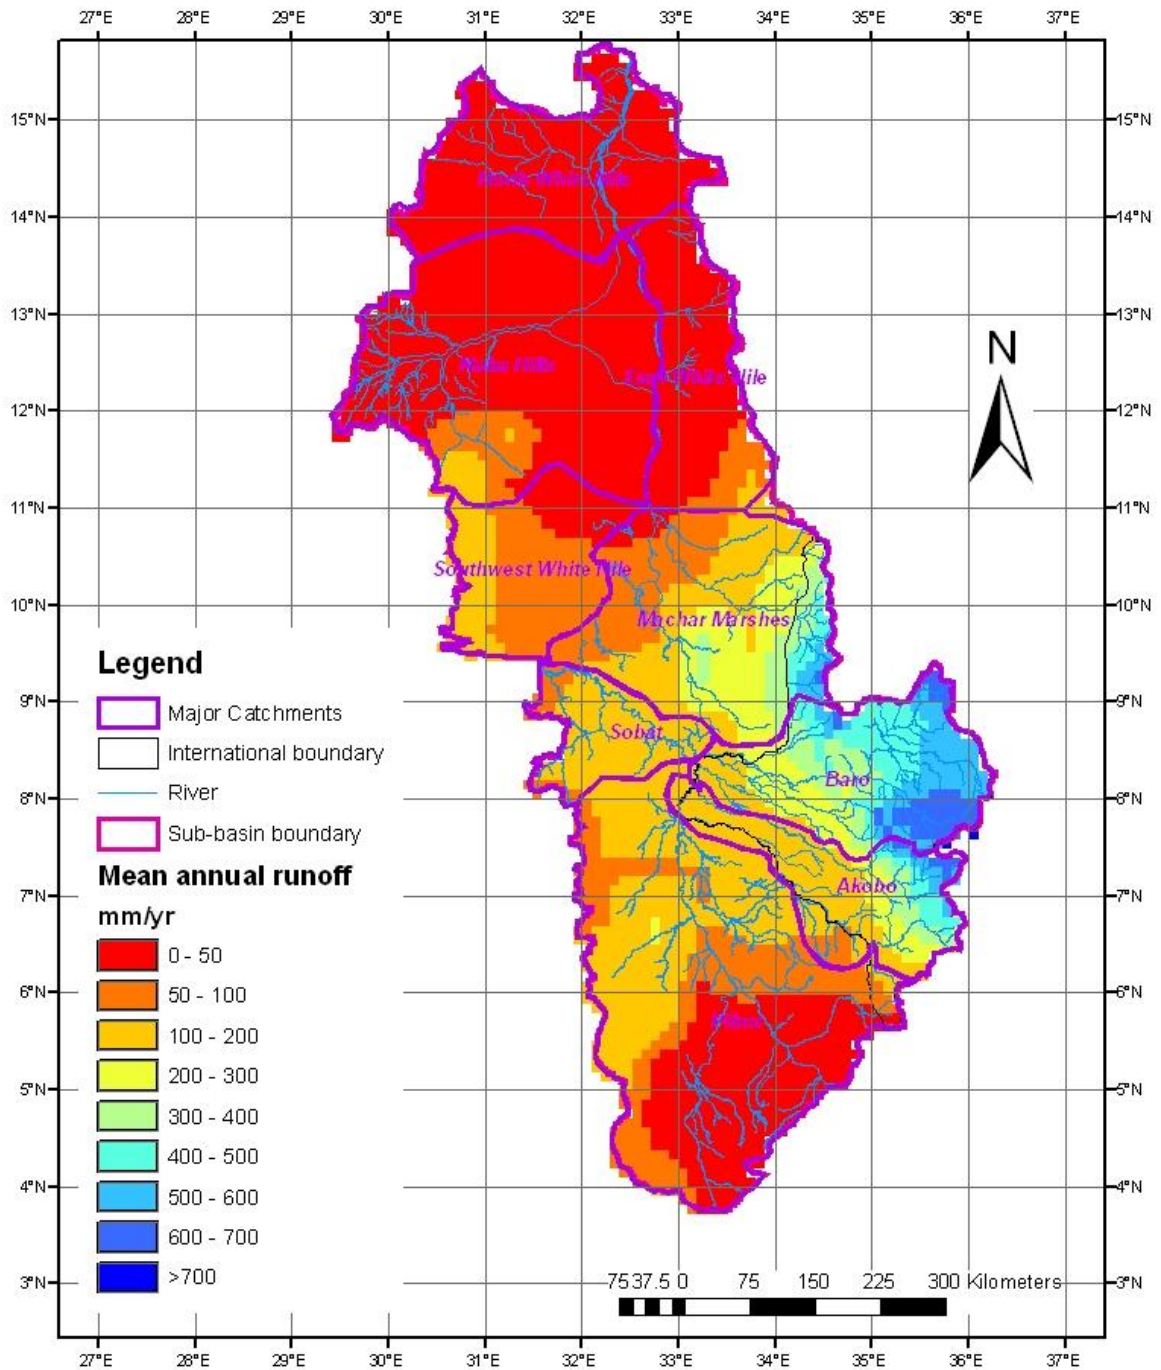 27°E 28°E 29°E 30°E 31°E 32°E 33°E 34°E 35°E 36°E 37°E
15°N 15°N
14°N 14°N
13°N 13°N
East White Nile
N
12°N 12°N
11°N 11°N
Southwest White Nile
10°N 10°N
Machar Marshes
Legend
9°N 9°N
Major Catchments
Sobat
International boundary
Baro
River
8°N 8°N
Sub-basin boundary
Mean annual runoff
Akobo
7°N 7°N
mm/yr
0 - 50
50 - 100
6°N 6°N
100 - 200
200 - 300
5°N 5°N
300 - 400
400 - 500
4°N 4°N
500 - 600
600 - 700
>700
3°N 3°N
75 37.5 0 75 150 225 300 Kilometers
27°E 28°E 29°E 30°E 31°E 32°E 33°E 34°E 35°E 36°E 37°E